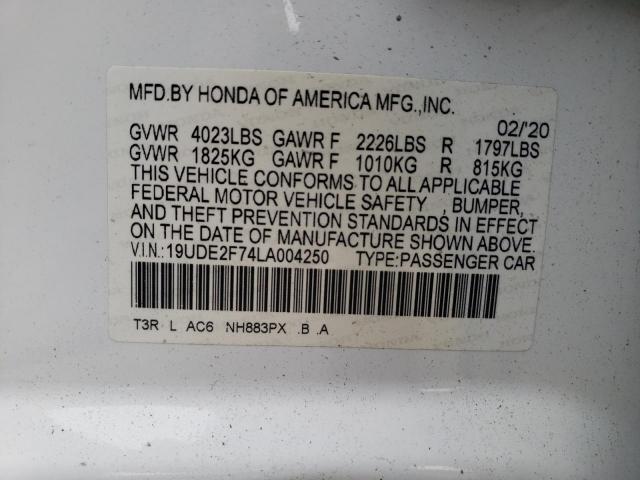 MFD.BY HONDA OF AMERICA MFG.,INC.
02/'20
GVWR 4023LBS GAWR F 2226LBS R 1797LBS
GVWR 1825KG GAWR F 1010KG R 815KG
THIS VEHICLE CONFORMS TO ALL APPLICABLE
FEDERAL MOTOR VEHICLE SAFETY , BUMPER,
AND THEFT PREVENTION STANDARDS IN EFFECT
ON THE DATE OF MANUFACTURE SHOWN ABOVE.
V.I.N.:19UDE2F74LA004250 TYPE:PASSENGER CAR
T3R L AC6 NH883PX .B .A